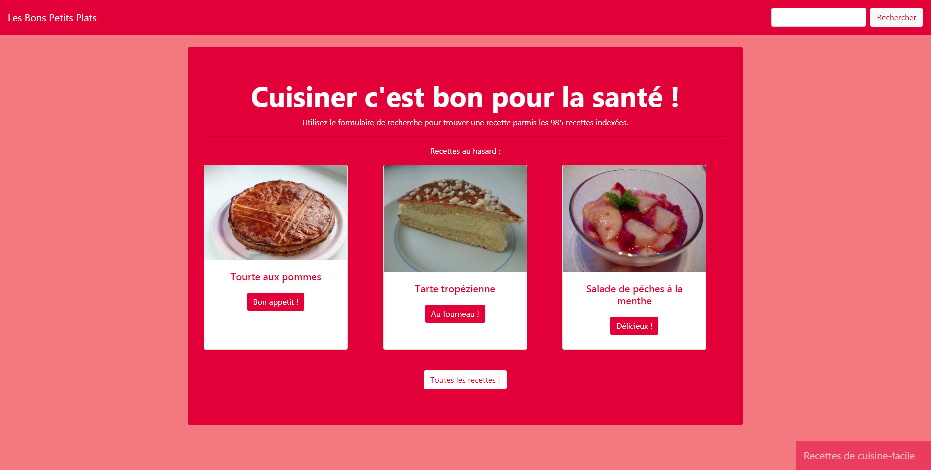 Les Bons Petits Plats
Rechercher
Cuisiner c'est bon pour la santé !
Utilisez le formulaire de recherche pour trouver une recette parmis les 985 recettes indexées.
Recettes au hasard :
Tourte aux pommes
Bon appetit !
Tarte tropézienne
Au fourneau !
Salade de pêches à la
menthe
Délicieux !
Toutes les recettes !
Recettes de cuisine-facile